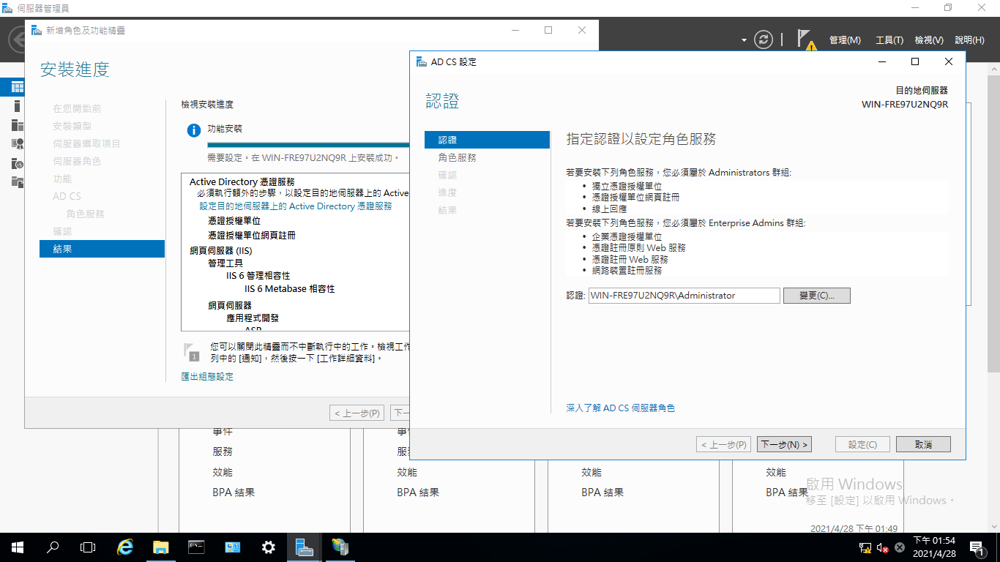 伺服器管理員
管理(M)
工具(T)
檢視(V)
說明(H)
新增角色及功能精靈
安裝進度
在您開始前
安裝類型
伺服器選取項目
伺服器角色
功能
AD CS
角色服務
確認
結果
檢視安裝進度
功能安裝
需要設定。在 WIN-FRE97U2NQ9R 上安裝成功。
Active Directory 憑證服務
必須執行額外的步驟，以設定目的地伺服器上的 Active
設定目的地伺服器上的 Active Directory 憑證服務
憑證授權單位
憑證授權單位網頁註冊
網頁伺服器 (IIS)
管理工具
IIS 6 管理相容性
IIS 6 Metabase 相容性
網頁伺服器
應用程式開發
ASP
1
您可以關閉此精靈而不中斷執行中的工作。檢視工作
列中的 [通知]，然後按一下 [工作詳細資料]。
匯出組態設定
< 上一步(P)
下一
AD CS 設定
認證
目的地伺服器
WIN-FRE97U2NQ9R
認證
角色服務
確認
進度
結果
指定認證以設定角色服務
若要安裝下列角色服務，您必須屬於 Administrators 群組:
• 獨立憑證授權單位
• 憑證授權單位網頁註冊
• 線上回應
若要安裝下列角色服務，您必須屬於 Enterprise Admins 群組:
• 企業憑證授權單位
• 憑證註冊原則 Web 服務
• 憑證註冊 Web 服務
• 網路裝置註冊服務
認證: WIN-FRE97U2NQ9R\Administrator 變更(C)...
深入了解 AD CS 伺服器角色
< 上一步(P)
下一步(N) >
設定(C)
取消
事件
服務
效能
BPA 結果
事件
服務
效能
BPA 結果
效能
BPA 結果
效能
BPA 結果
啟用 Windows
移至 [設定] 以啟用 Windows。
2021/4/28 下午 01:49
下午 01:54
2021/4/28
1